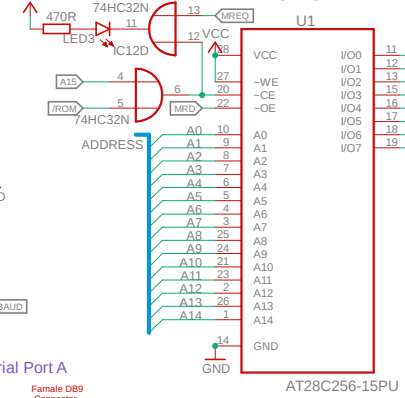 74HC32N
470R
11
13
MREQ
U1
LED3
IC12D
12
VCC
28
VCC
I/O0
11
I/O1
12
A15
4
27
~WE
I/O2
13
6
20
~CE
I/O3
15
/ROM
5
MRD
22
~OE
I/O4
16
74HC32N
I/O5
17
I/O6
18
ADDRESS
A0
10
A0
I/O7
19
A1
9
A1
A2
8
A2
A3
7
A3
A4
6
A4
A5
5
A5
A6
4
A6
A7
3
A7
A8
25
A8
A9
24
A9
A10
21
A10
A11
23
A11
A12
2
A12
A13
26
A13
A14
1
A14
BAUD
14
GND
GND
rial Port A
Famale DB9
AT28C256-15PU